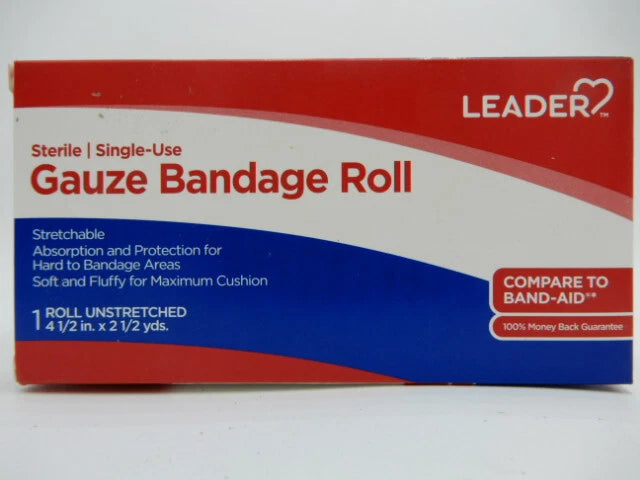 LEADER™
Sterile | Single-Use
Gauze Bandage Roll
Stretchable
Absorption and Protection for
Hard to Bandage Areas
Soft and Fluffy for Maximum Cushion
1 ROLL UNSTRETCHED
4 1/2 in. x 2 1/2 yds.
COMPARE TO
BAND-AID®*
100% Money Back Guarantee